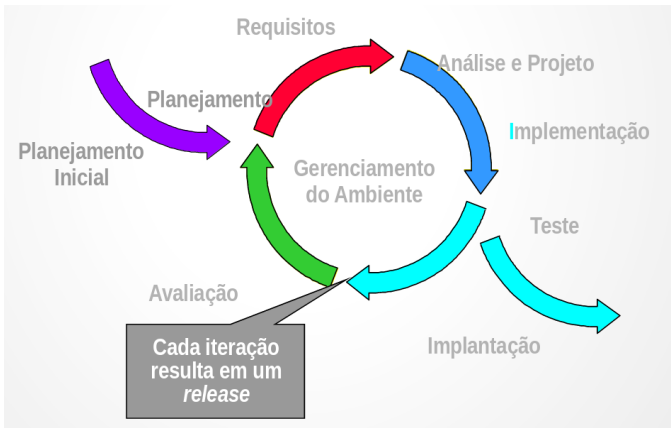 Requisitos
Análise e Projeto
Planejamento
Implementação
Planejamento
Inicial
Gerenciamento
do Ambiente
Teste
Avaliação
Implantação
Cada iteração
resulta em um
release